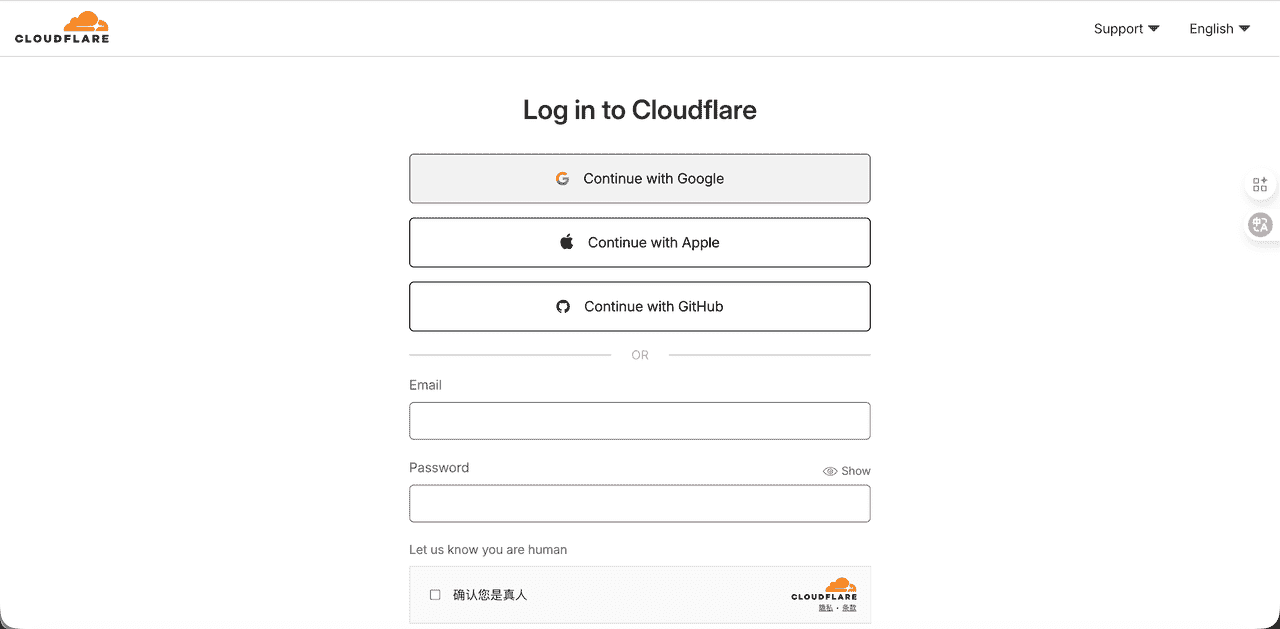 CLOUDFLARE
Support
English
Log in to Cloudflare
Continue with Google
Continue with Apple
Continue with GitHub
OR
Email
Password
Show
Let us know you are human
确认您是真人
CLOUDFLARE
隐私 • 条款